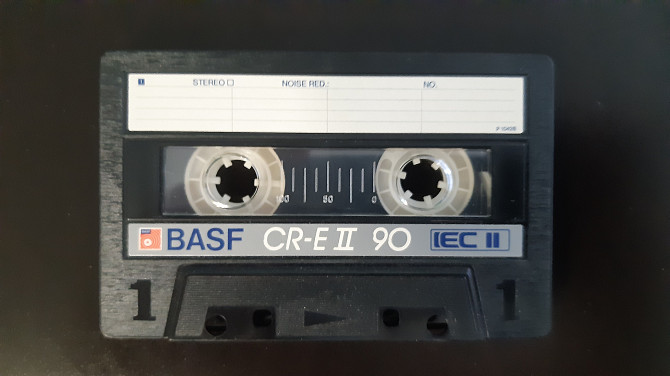 1 STEREO NOISE RED.: NO.
100 50 0
BASF CR-E II 90 IEC II
1 1